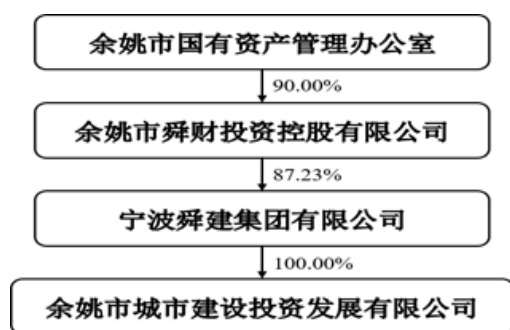 余姚市国有资产管理办公室
90.00%
余姚市舜财投资控股有限公司
87.23%
宁波舜建集团有限公司
100.00%
余姚市城市建设投资发展有限公司